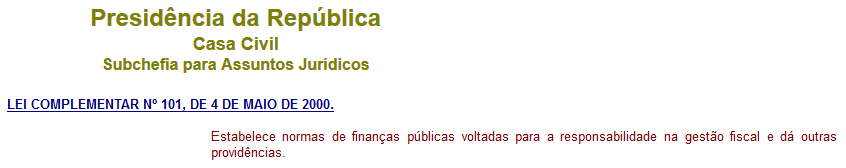 Presidência da República
Casa Civil
Subchefia para Assuntos Jurídicos
LEI COMPLEMENTAR Nº 101, DE 4 DE MAIO DE 2000.
Estabelece normas de finanças públicas voltadas para a responsabilidade na gestão fiscal e dá outras
providências.